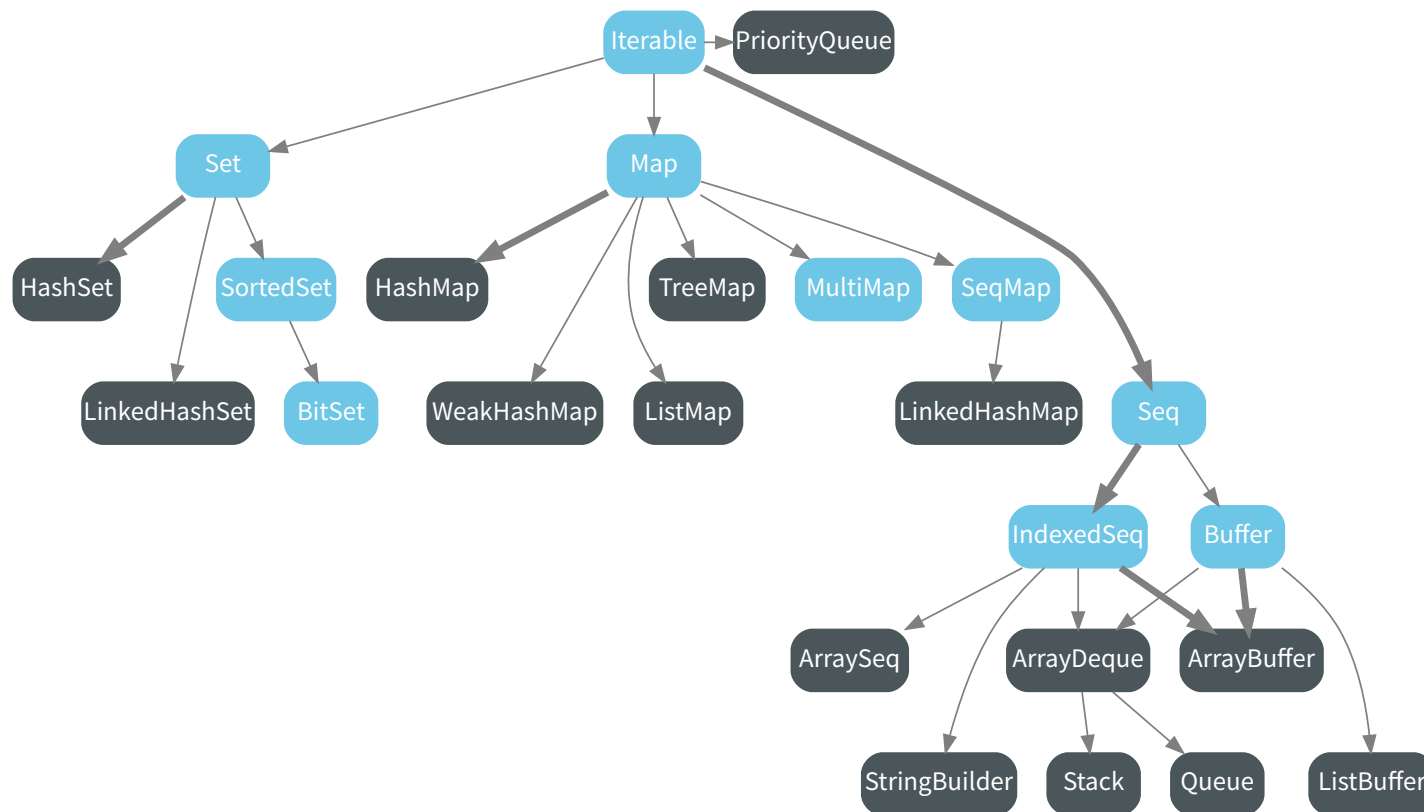 Iterable
PriorityQueue
Set
Map
HashSet
SortedSet
HashMap
TreeMap
MultiMap
SeqMap
LinkedHashSet
BitSet
WeakHashMap
ListMap
LinkedHashMap
Seq
IndexedSeq
Buffer
ArraySeq
ArrayDeque
ArrayBuffer
StringBuilder
Stack
Queue
ListBuffer